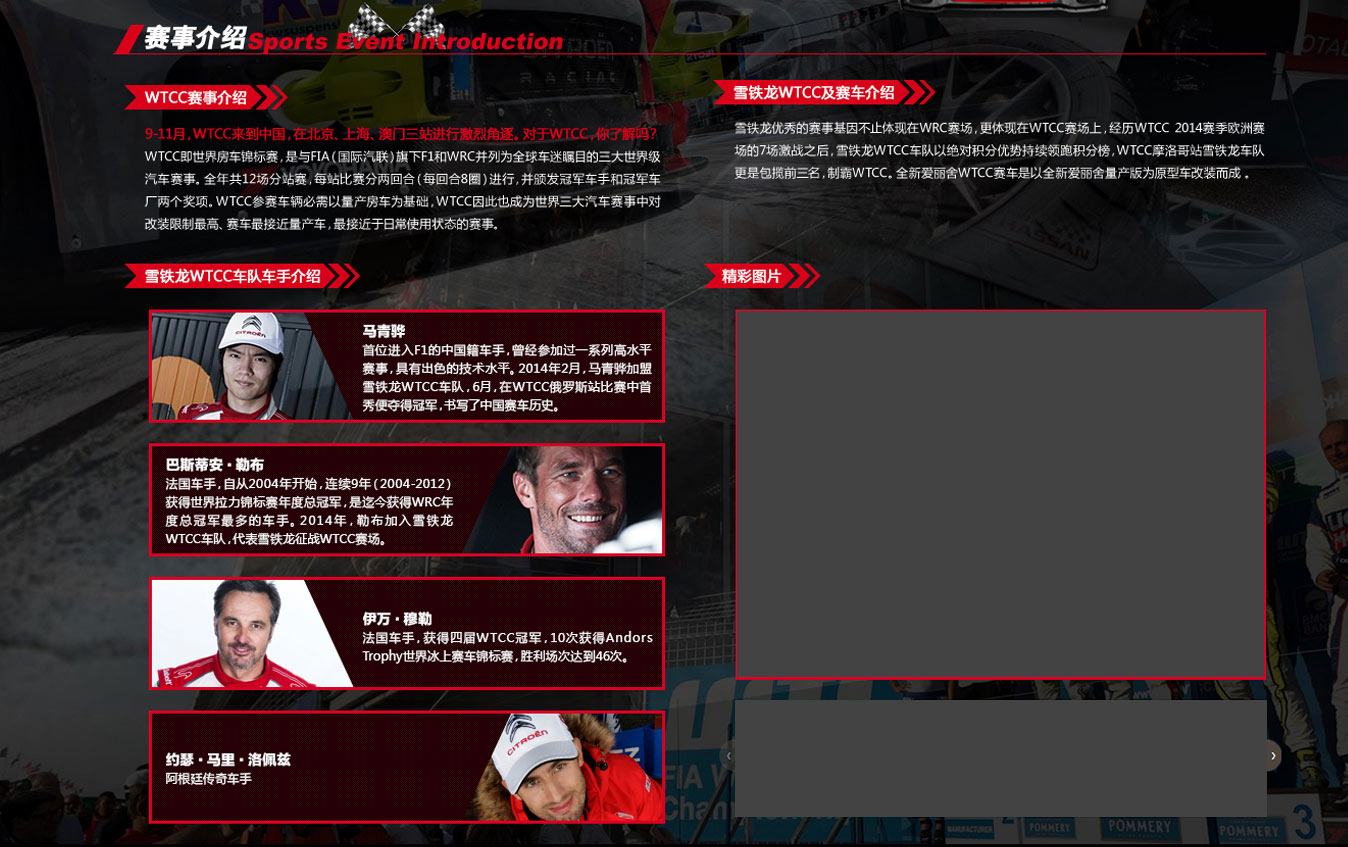 赛事介绍Sports Event Introduction
WTCC赛事介绍
9-11月，WTCC来到中国，在北京、上海、澳门三站进行激烈角逐。对于WTCC，你了解吗？
WTCC即世界房车锦标赛，是与FIA（国际汽联）旗下F1和WRC并列为全球车迷瞩目的三大世界级
汽车赛事。全年共12场分站赛，每站比赛分两回合（每回合8圈）进行，并颁发冠军车手和冠军车
厂两个奖项。WTCC参赛车辆必需以量产房车为基础，WTCC因此也成为世界三大汽车赛事中对
改装限制最高、赛车最接近量产车，最接近于日常使用状态的赛事。
雪铁龙WTCC及赛车介绍
雪铁龙优秀的赛事基因不止体现在WRC赛场，更体现在WTCC赛场上，经历WTCC 2014赛季欧洲赛
场的7场激战之后，雪铁龙WTCC车队以绝对积分优势持续领跑积分榜，WTCC摩洛哥站雪铁龙车队
更是包揽前三名，制霸WTCC。全新爱丽舍WTCC赛车是以全新爱丽舍量产版为原型车改装而成 。
雪铁龙WTCC车队车手介绍
马青骅
首位进入F1的中国籍车手，曾经参加过一系列高水平
赛事，具有出色的技术水平。2014年2月，马青骅加盟
雪铁龙WTCC车队，6月，在WTCC俄罗斯站比赛中首
秀便夺得冠军，书写了中国赛车历史。
CITROËN
巴斯蒂安·勒布
法国车手，自从2004年开始，连续9年（2004-2012）
获得世界拉力锦标赛年度总冠军，是迄今获得WRC年
度总冠军最多的车手。2014年，勒布加入雪铁龙
WTCC车队，代表雪铁龙征战WTCC赛场。
伊万·穆勒
法国车手，获得四届WTCC冠军，10次获得Andors
Trophy世界冰上赛车锦标赛，胜利场次达到46次。
约瑟·马里·洛佩兹
阿根廷传奇车手
CITROËN
精彩图片
RACING
HASSAN
FIA W
Cham
MANUFACTURER
POMMERY
POMMERY
POMMERY
3